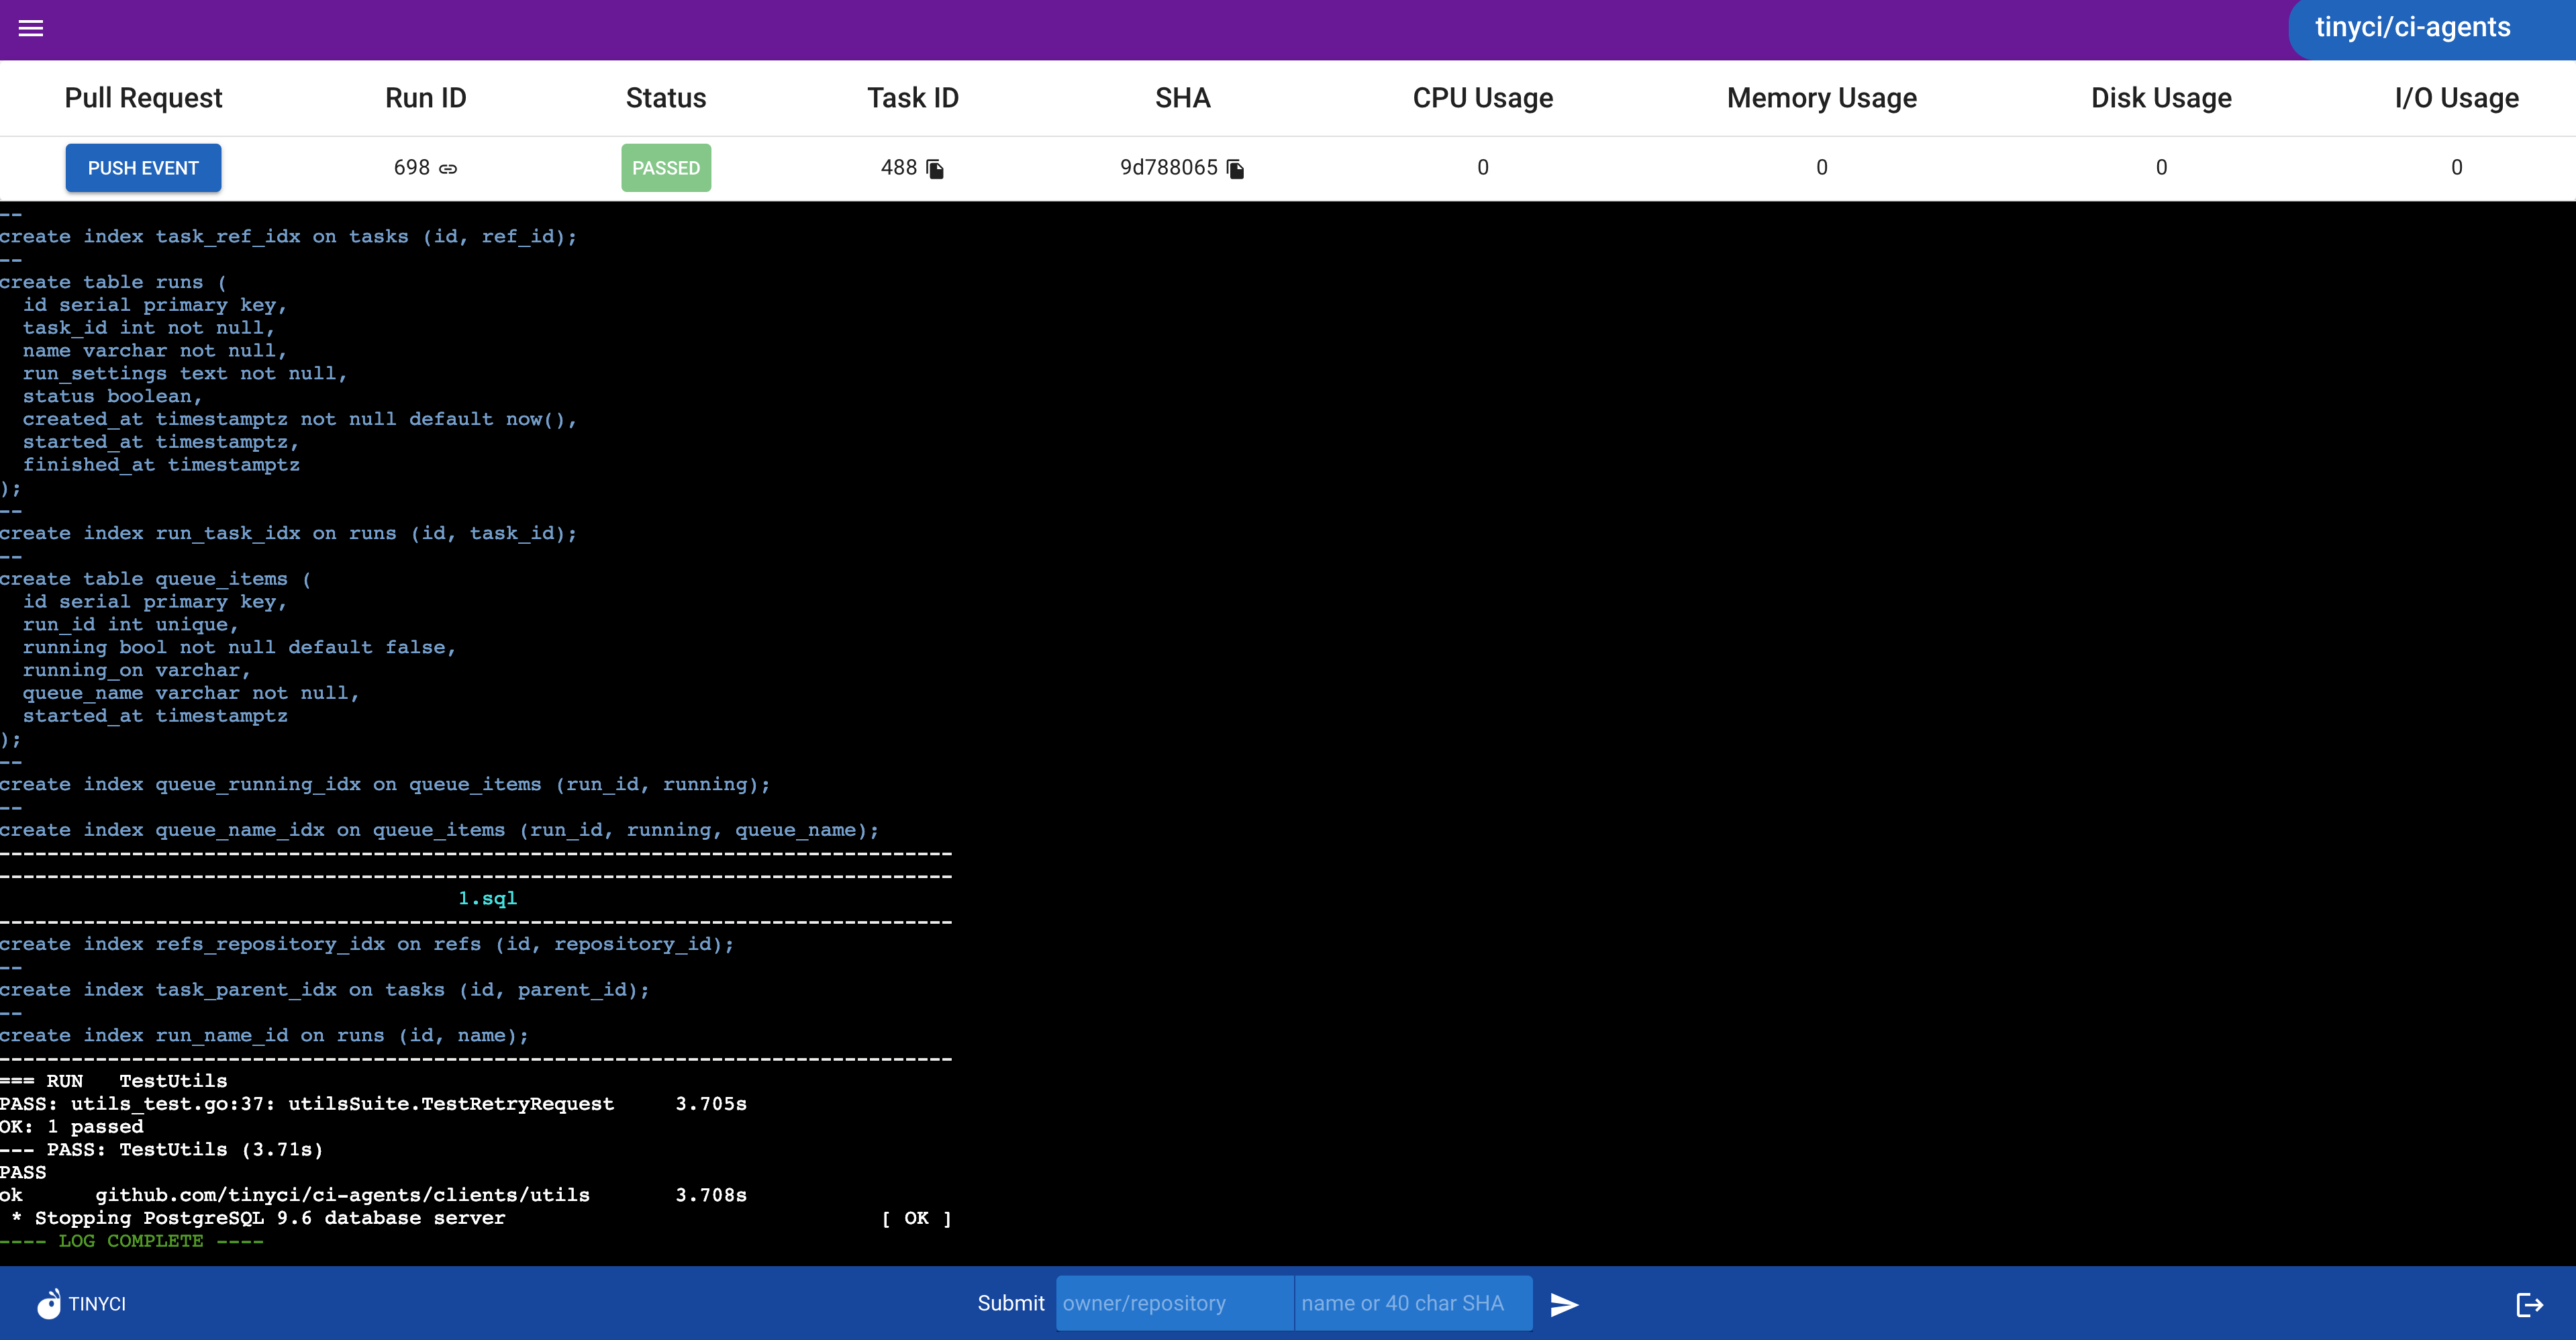 tinyci/ci-agents
Pull Request Run ID Status Task ID SHA CPU Usage Memory Usage Disk Usage I/O Usage
PUSH EVENT 698 PASSED 488 9d788065 0 0 0 0
--
create index task_ref_idx on tasks (id, ref_id);
--
create table runs (
  id serial primary key,
  task_id int not null,
  name varchar not null,
  run_settings text not null,
  status boolean,
  created_at timestamptz not null default now(),
  started_at timestamptz,
  finished_at timestamptz
);
--
create index run_task_idx on runs (id, task_id);
--
create table queue_items (
  id serial primary key,
  run_id int unique,
  running bool not null default false,
  running_on varchar,
  queue_name varchar not null,
  started_at timestamptz
);
--
create index queue_running_idx on queue_items (run_id, running);
--
create index queue_name_idx on queue_items (run_id, running, queue_name);
-------------------------------------------------------------------------------
-------------------------------------------------------------------------------
1.sql
-------------------------------------------------------------------------------
create index refs_repository_idx on refs (id, repository_id);
--
create index task_parent_idx on tasks (id, parent_id);
--
create index run_name_id on runs (id, name);
-------------------------------------------------------------------------------
=== RUN   TestUtils
PASS: utils_test.go:37: utilsSuite.TestRetryRequest     3.705s
OK: 1 passed
--- PASS: TestUtils (3.71s)
PASS
ok      github.com/tinyci/ci-agents/clients/utils       3.708s
 * Stopping PostgreSQL 9.6 database server                               [ OK ]
---- LOG COMPLETE ----
TINYCI Submit owner/repository name or 40 char SHA